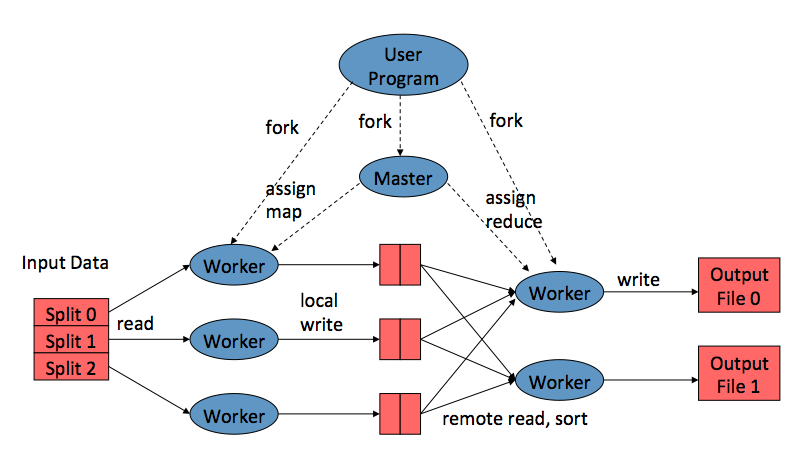 User
Program
fork
fork
fork
Master
assign
map
assign
reduce
Input Data
Worker
Split 0
Split 1
Split 2
read
Worker
Worker
local
write
Worker
write
Output
File 0
Worker
Output
File 1
remote read, sort